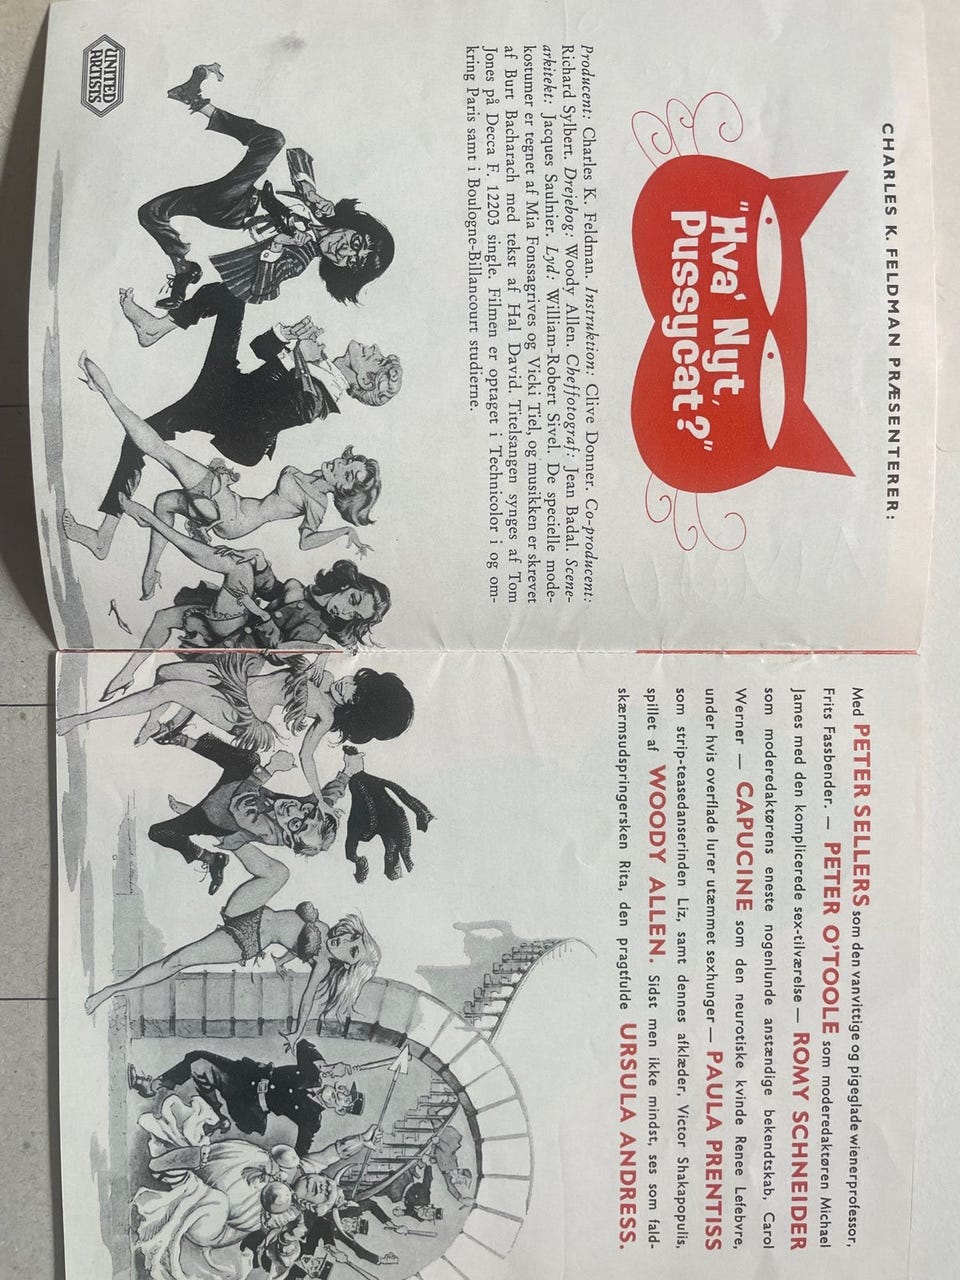 CHARLES K. FELDMAN PRÆSENTERER:
"Hva' Nyt,
Pussycat?"
Producent: Charles K. Feldman. Instruktion: Clive Donner. Co-producent:
Richard Sylbert. Drejebog: Woody Allen. Cheffotograf: Jean Badal. Scene-
arkitekt: Jacques Saulnier. Lyd: William-Robert Sivel. De specielle mode-
kostumer er tegnet af Mia Fonssagrives og Vicki Tiel, og musikken er skrevet
af Burt Bacharach med tekst af Hal David. Titelsangen synges af Tom
Jones på Decca F. 12203 single. Filmen er optaget i Technicolor i og om-
kring Paris samt i Boulogne-Billancourt studierne.
UNITED
ARTISTS
Med PETER SELLERS som den vanvittige og pigeglade wienerprofessor,
Frits Fassbender. — PETER O'TOOLE som moderedaktøren Michael
James med den komplicerede sex-tilværelse — ROMY SCHNEIDER
som moderedaktørens eneste nogenlunde anstændige bekendtskab, Carol
Werner — CAPUCINE som den neurotiske kvinde Renee Lefebvre,
under hvis overflade lurer utæmmet sexhunger — PAULA PRENTISS
som strip-teasedanserinden Liz, samt dennes afklæder, Victor Shakapopulis,
spillet af WOODY ALLEN. Sidst men ikke mindst, ses som fald-
skærmsudspringersken Rita, den pragtfulde URSULA ANDRESS.